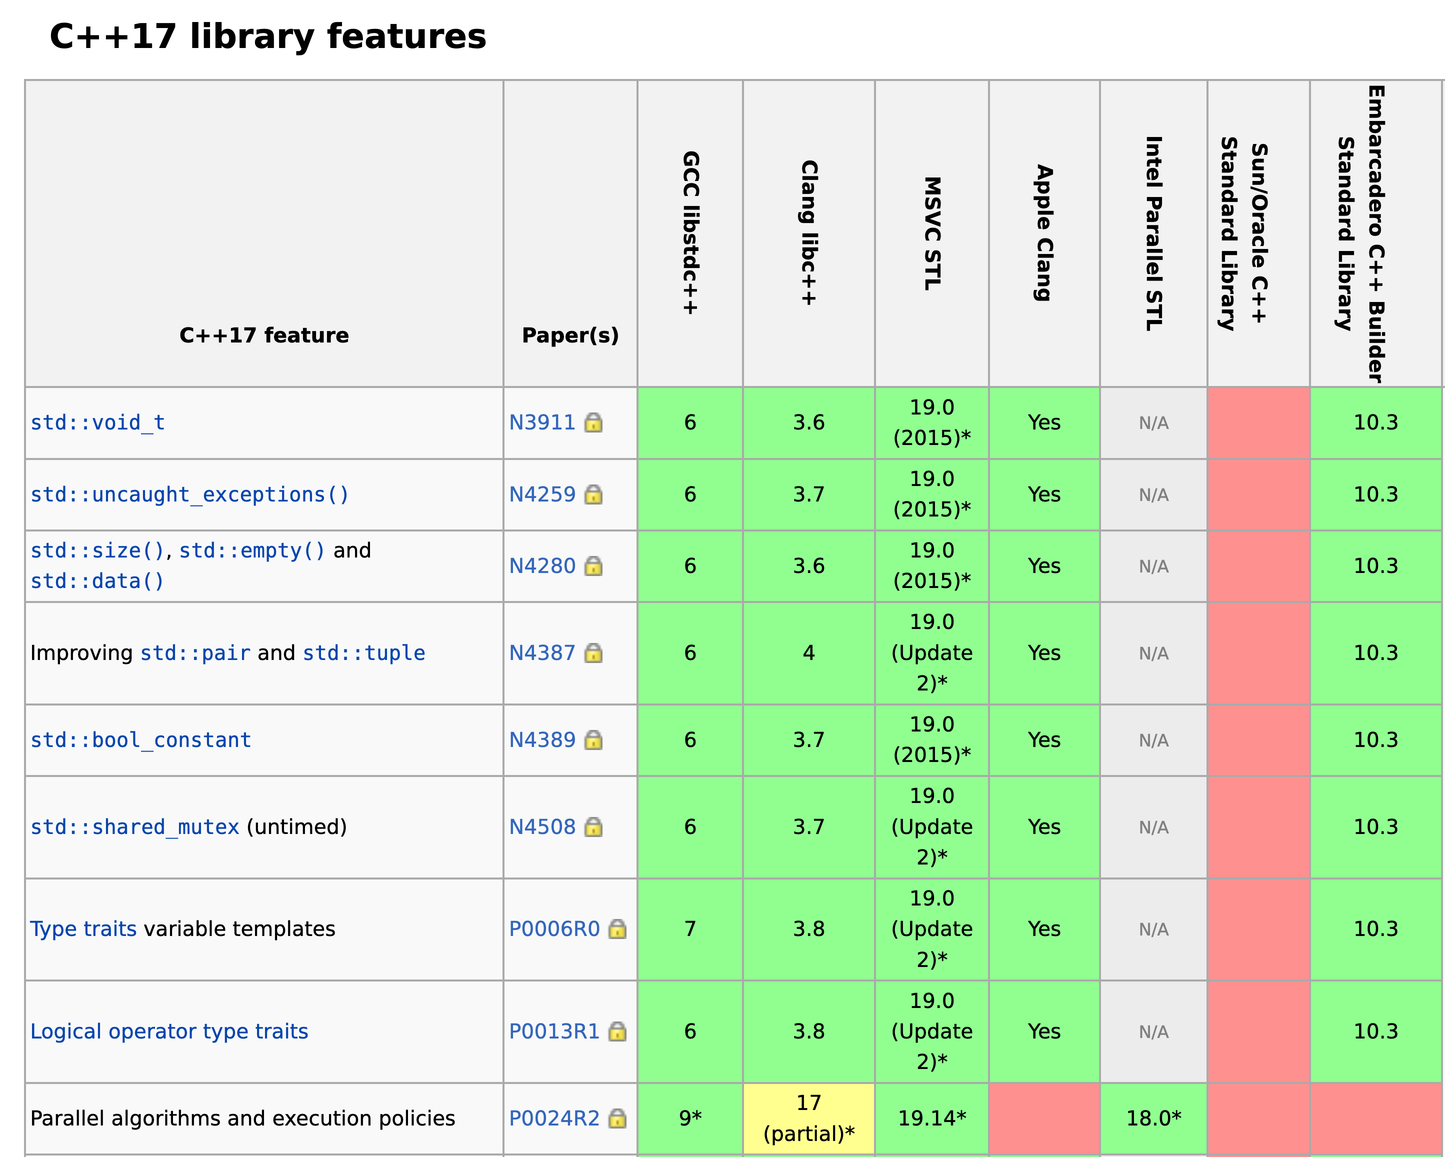 C++17 library features
C++17 feature
Paper(s)
GCC libstdc++
Clang libc++
MSVC STL
Apple Clang
Intel Parallel STL
Sun/Oracle C++
Standard Library
Embarcadero C++ Builder
Standard Library
std::void_t
N3911
6
3.6
19.0
(2015)*
Yes
N/A
10.3
std::uncaught_exceptions()
N4259
6
3.7
19.0
(2015)*
Yes
N/A
10.3
std::size(), std::empty() and
std::data()
N4280
6
3.6
19.0
(2015)*
Yes
N/A
10.3
Improving std::pair and std::tuple
N4387
6
4
19.0
(Update
2)*
Yes
N/A
10.3
std::bool_constant
N4389
6
3.7
19.0
(2015)*
Yes
N/A
10.3
std::shared_mutex (untimed)
N4508
6
3.7
19.0
(Update
2)*
Yes
N/A
10.3
Type traits variable templates
P0006R0
7
3.8
19.0
(Update
2)*
Yes
N/A
10.3
Logical operator type traits
P0013R1
6
3.8
19.0
(Update
2)*
Yes
N/A
10.3
Parallel algorithms and execution policies
P0024R2
9*
17
(partial)*
19.14*
18.0*